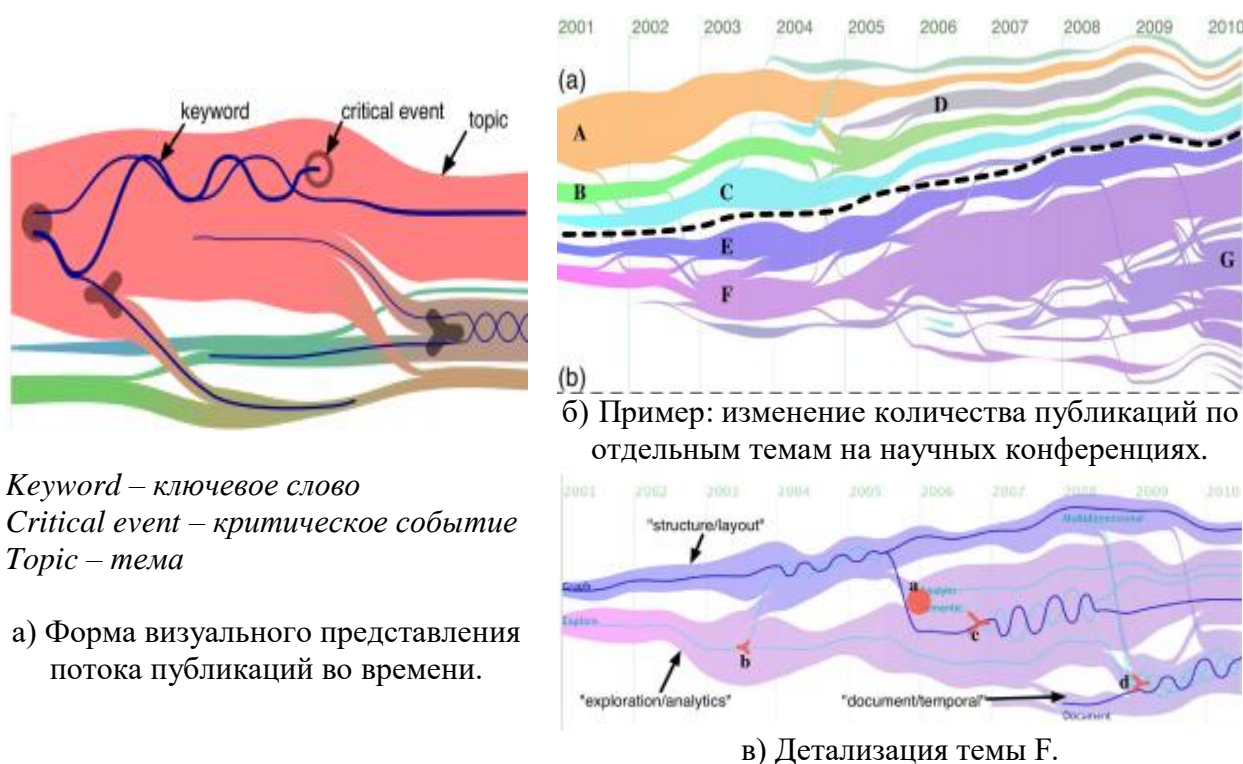 keyword
critical event
topic
Keyword – ключевое слово
Critical event – критическое событие
Topic – тема
а) Форма визуального представления
потока публикаций во времени.
2001 2002 2003 2004 2005 2006 2007 2008 2009 2010
(a)
A
B
C
D
E
F
G
(b)
б) Пример: изменение количества публикаций по
отдельным темам на научных конференциях.
2001 2002 2003 2004 2005 2006 2007 2008 2009 2010
"structure/layout"
Multidimensional
Graph
a
Explore
b
c
d
"exploration/analytics"
"document/temporal"
Document
в) Детализация темы F.